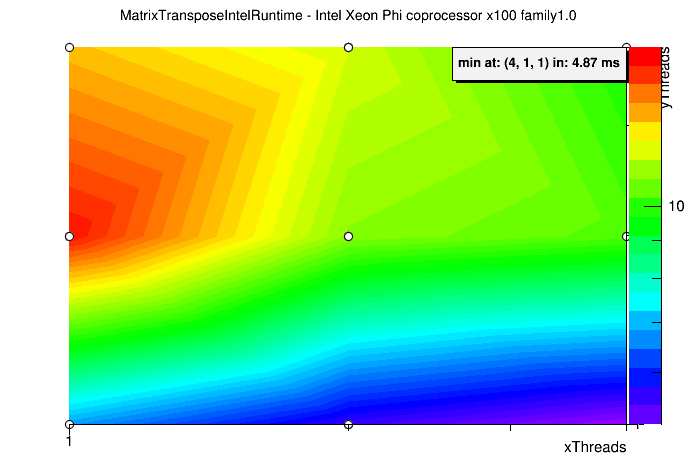 MatrixTransposeIntelRuntime - Intel Xeon Phi coprocessor x100 family1.0
min at: (4, 1, 1) in: 4.87 ms
yThreads
10
1
xThreads